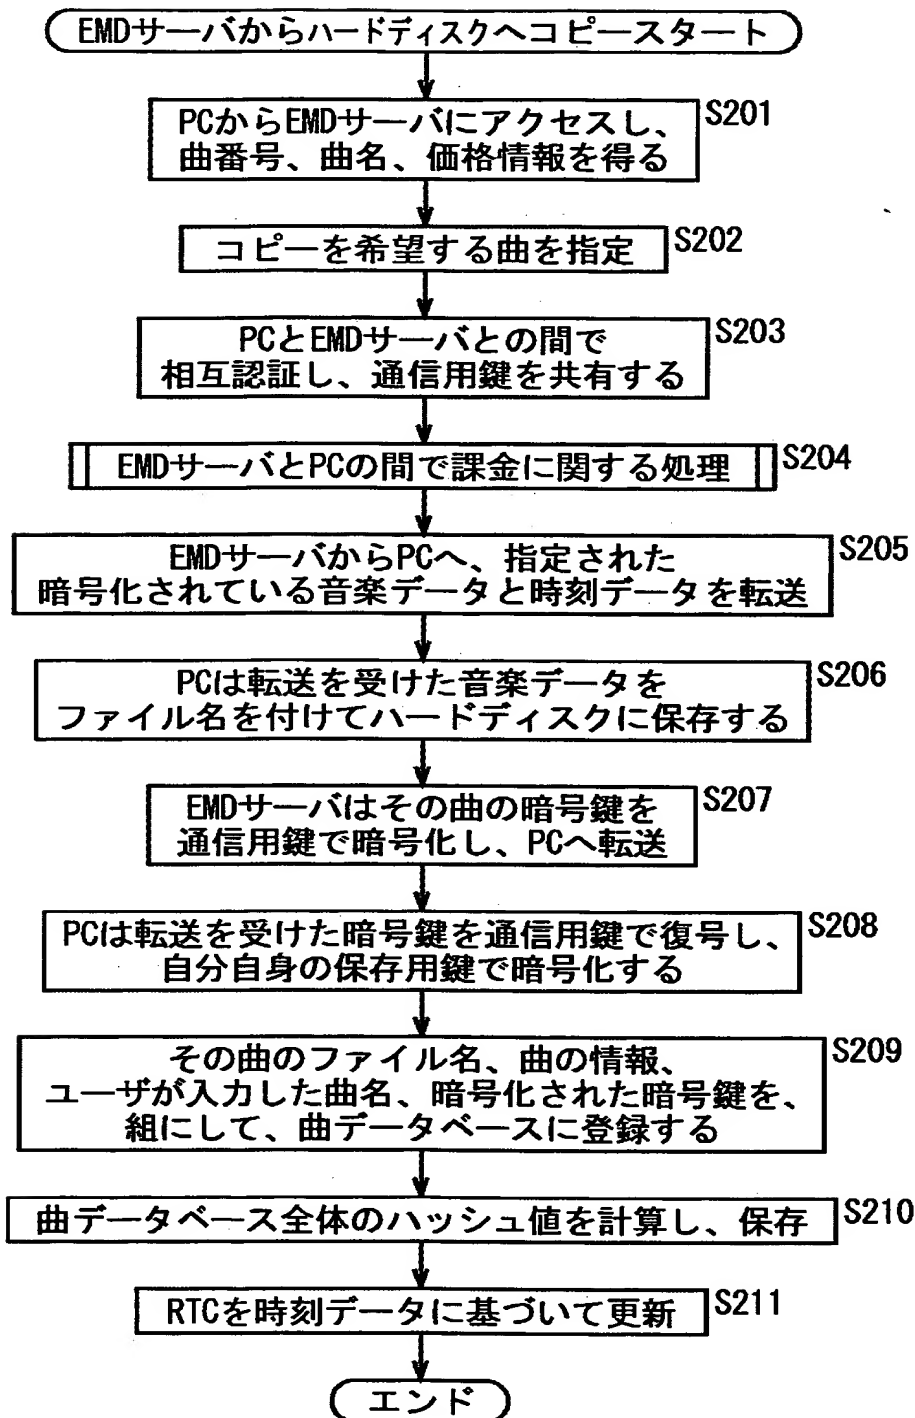 EMDサーバからハードディスクへコピースタート
PCからEMDサーバにアクセスし、
曲番号、曲名、価格情報を得る
S201
コピーを希望する曲を指定
S202
PCとEMDサーバとの間で
相互認証し、通信用鍵を共有する
S203
EMDサーバとPCの間で課金に関する処理
S204
EMDサーバからPCへ、指定された
暗号化されている音楽データと時刻データを転送
S205
PCは転送を受けた音楽データを
ファイル名を付けてハードディスクに保存する
S206
EMDサーバはその曲の暗号鍵を
通信用鍵で暗号化し、PCへ転送
S207
PCは転送を受けた暗号鍵を通信用鍵で復号し、
自分自身の保存用鍵で暗号化する
S208
その曲のファイル名、曲の情報、
ユーザが入力した曲名、暗号化された暗号鍵を、
組にして、曲データベースに登録する
S209
曲データベース全体のハッシュ値を計算し、保存
S210
RTCを時刻データに基づいて更新
S211
エンド